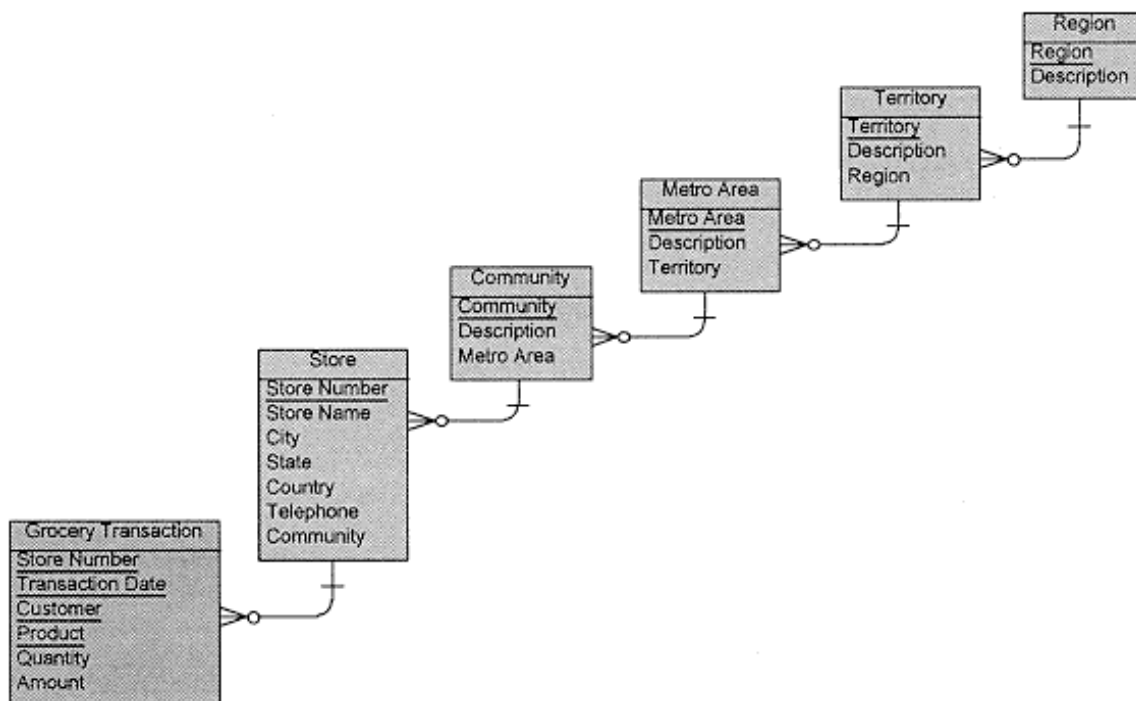 Region
Region
Description
Territory
Territory
Description
Region
Metro Area
Metro Area
Description
Territory
Community
Community
Description
Metro Area
Store
Store Number
Store Name
City
State
Country
Telephone
Community
Grocery Transaction
Store Number
Transaction Date
Customer
Product
Quantity
Amount